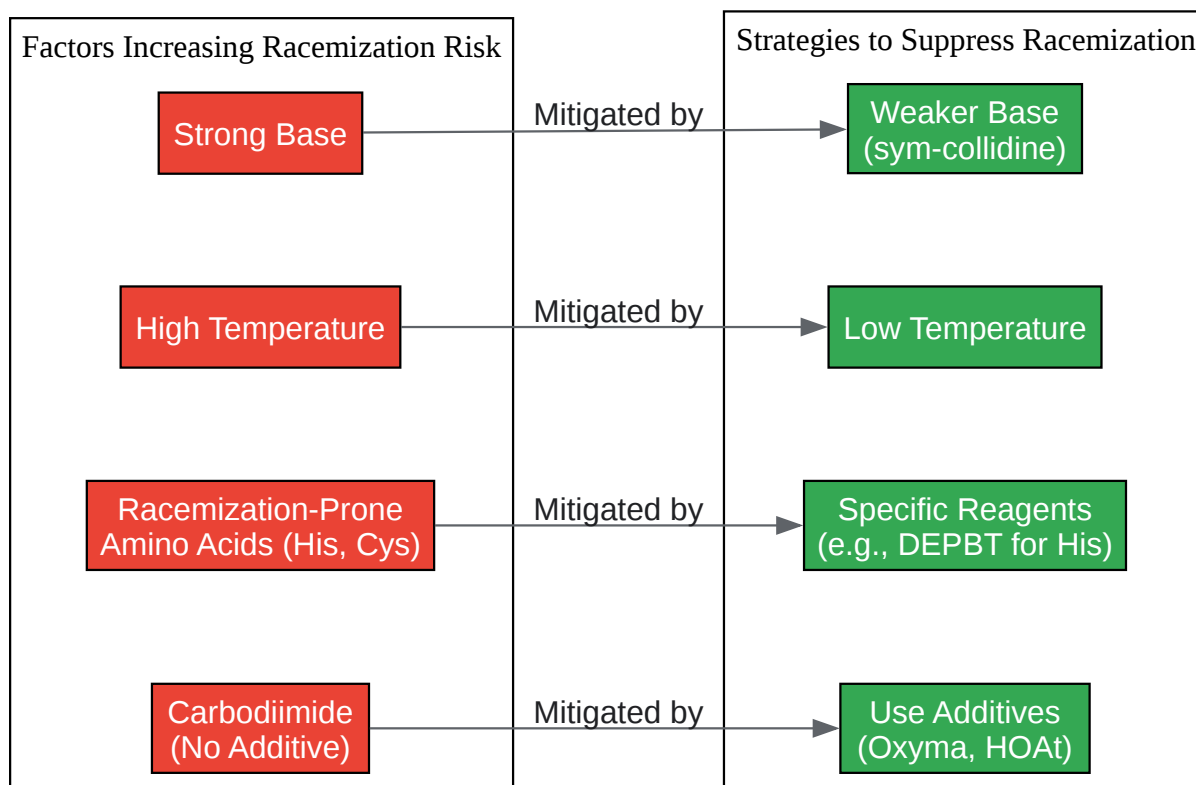 Factors Increasing Racemization Risk
Strategies to Suppress Racemization
Strong Base
Mitigated by
Weaker Base
(sym-collidine)
High Temperature
Mitigated by
Low Temperature
Racemization-Prone
Amino Acids (His, Cys)
Mitigated by
Specific Reagents
(e.g., DEPBT for His)
Carbodiimide
(No Additive)
Mitigated by
Use Additives
(Oxyma, HOAt)